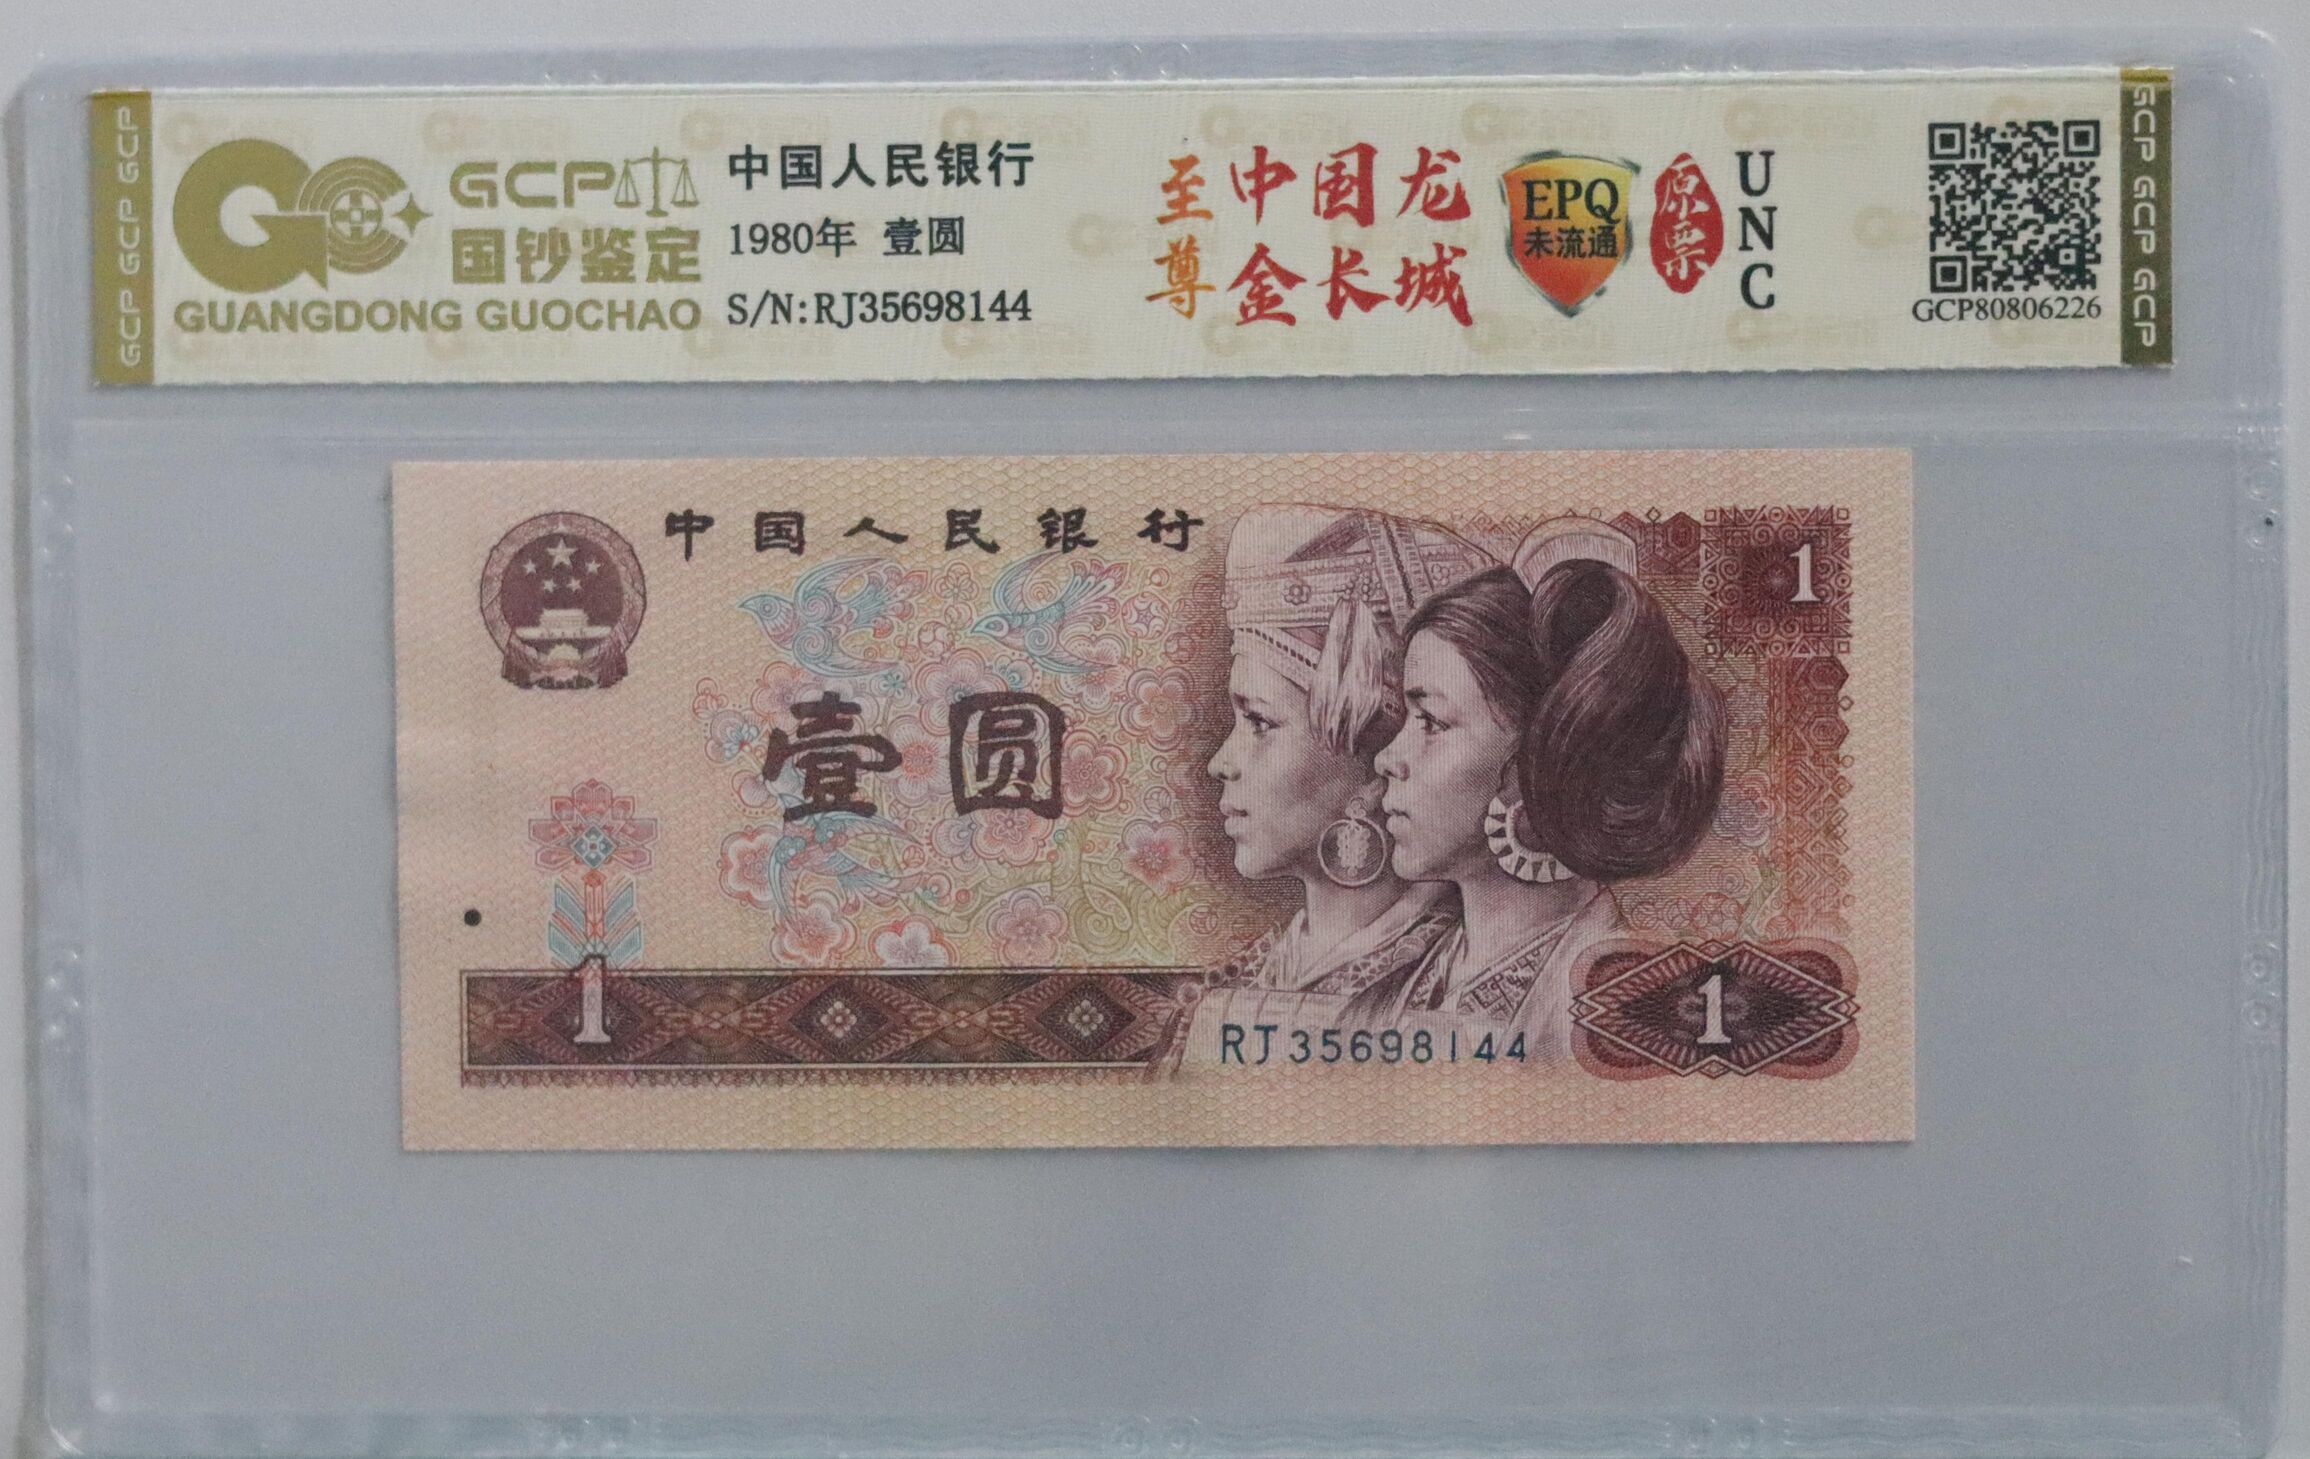 GCP GCP GCP
GCP
国钞鉴定
GUANGDONG GUOCHAO
中国人民银行
1980年 壹圆
S/N:RJ35698144
至尊
中国龙
金长城
EPQ
未流通
原票
UNC
GCP80806226
GCP GCP GCP
中国人民银行
1
壹圆
1
RJ35698144
1